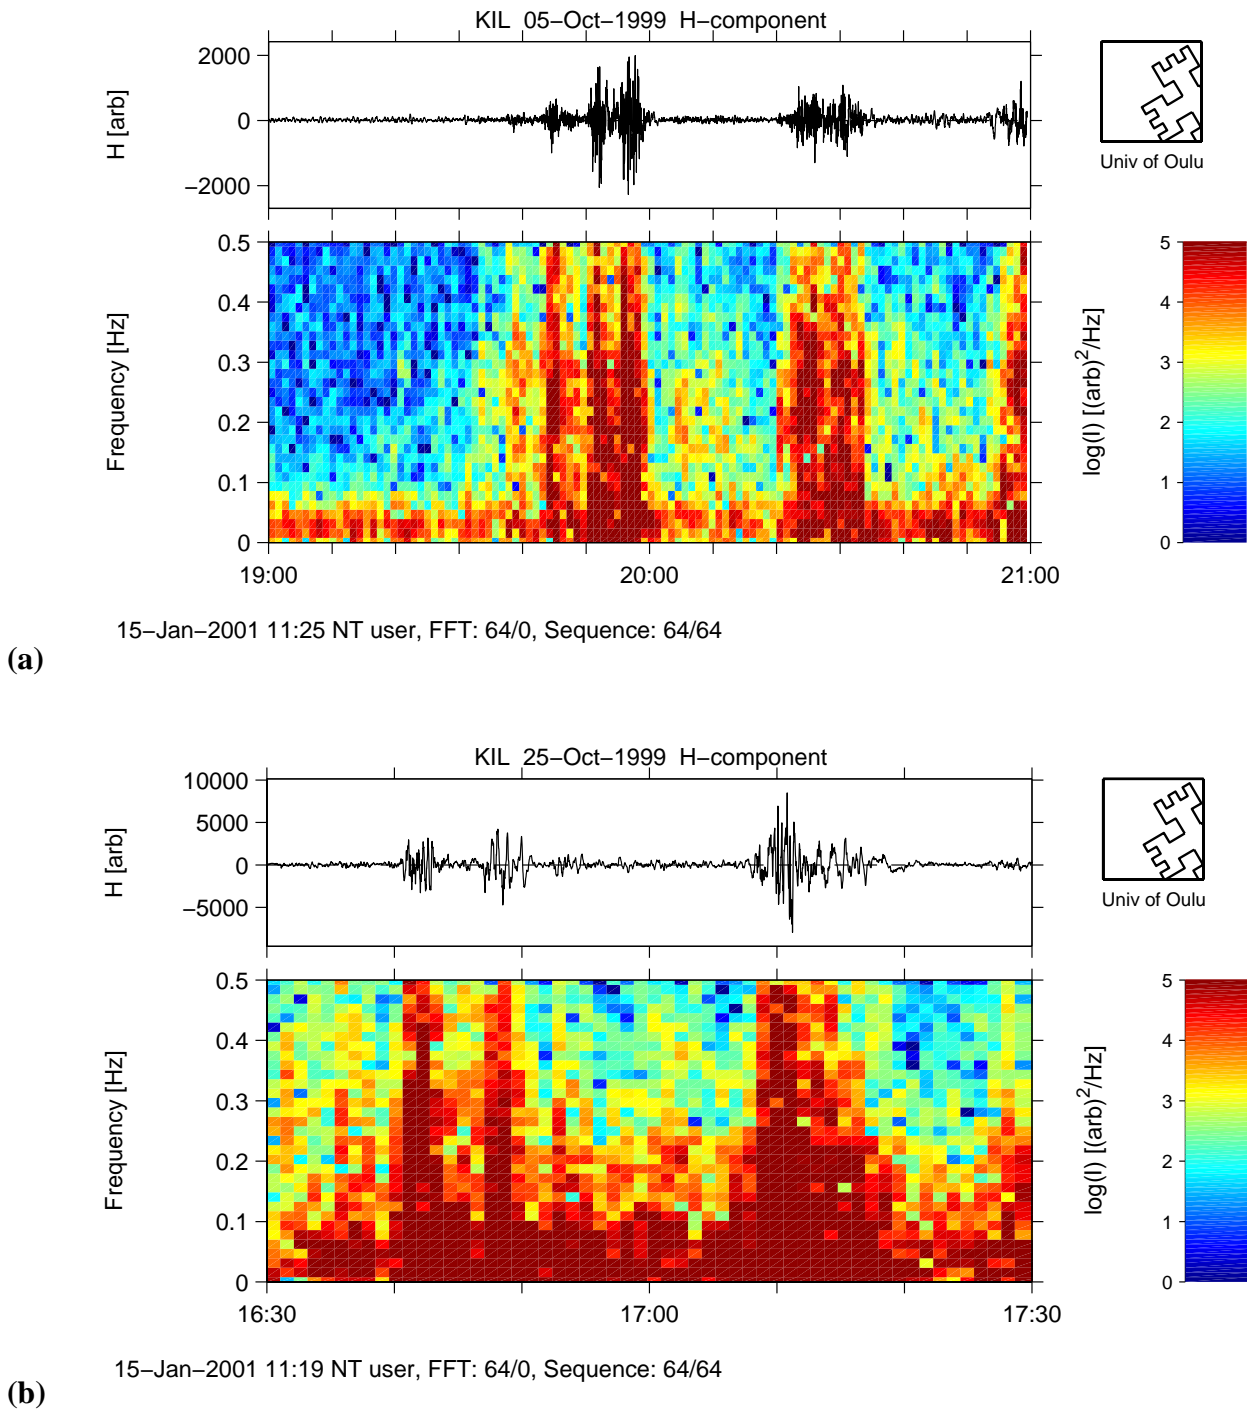 KIL 05−Oct−1999 H−component
2000
0
−2000
H [arb]
Univ of Oulu
0.5
0.4
0.3
0.2
0.1
0
Frequency [Hz]
19:00 20:00 21:00
5
4
3
2
1
0
log(I) [(arb)^2/Hz]
15−Jan−2001 11:25 NT user, FFT: 64/0, Sequence: 64/64
(a)
KIL 25−Oct−1999 H−component
10000
5000
0
−5000
H [arb]
Univ of Oulu
0.5
0.4
0.3
0.2
0.1
0
Frequency [Hz]
16:30 17:00 17:30
5
4
3
2
1
0
log(I) [(arb)^2/Hz]
15−Jan−2001 11:19 NT user, FFT: 64/0, Sequence: 64/64
(b)